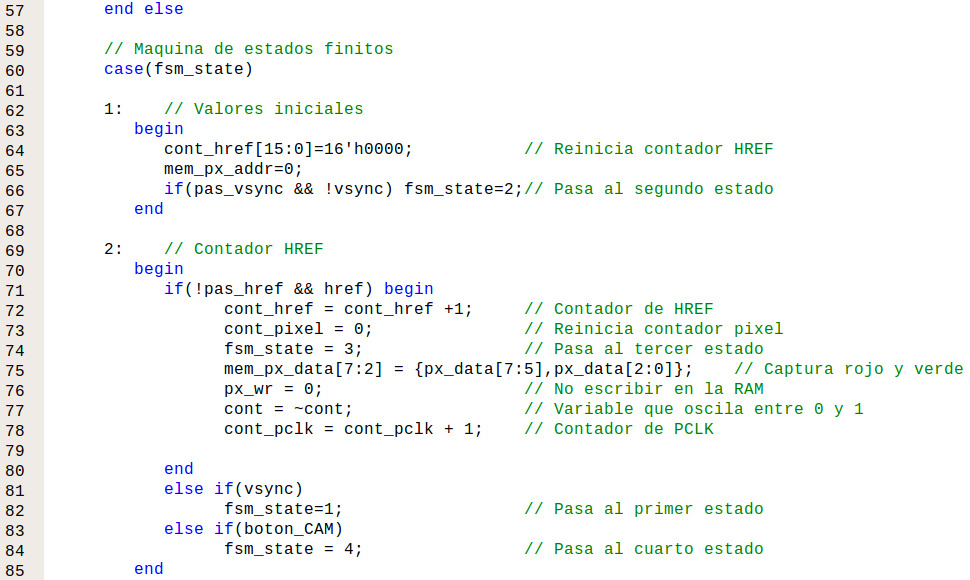 57        end else
58
59        // Maquina de estados finitos
60        case(fsm_state)
61
62        1:    // Valores iniciales
63           begin
64              cont_href[15:0]=16'h0000;           // Reinicia contador HREF
65              mem_px_addr=0;
66              if(pas_vsync && !vsync) fsm_state=2;// Pasa al segundo estado
67           end
68
69        2:    // Contador HREF
70           begin
71              if(!pas_href && href) begin
72                    cont_href = cont_href +1;     // Contador de HREF
73                    cont_pixel = 0;               // Reinicia contador pixel
74                    fsm_state = 3;                // Pasa al tercer estado
75                    mem_px_data[7:2] = {px_data[7:5],px_data[2:0]};    // Captura rojo y verde
76                    px_wr = 0;                    // No escribir en la RAM
77                    cont = ~cont;                 // Variable que oscila entre 0 y 1
78                    cont_pclk = cont_pclk + 1;    // Contador de PCLK
79
80              end
81              else if(vsync)
82                    fsm_state=1;                  // Pasa al primer estado
83              else if(boton_CAM)
84                    fsm_state = 4;                // Pasa al cuarto estado
85           end